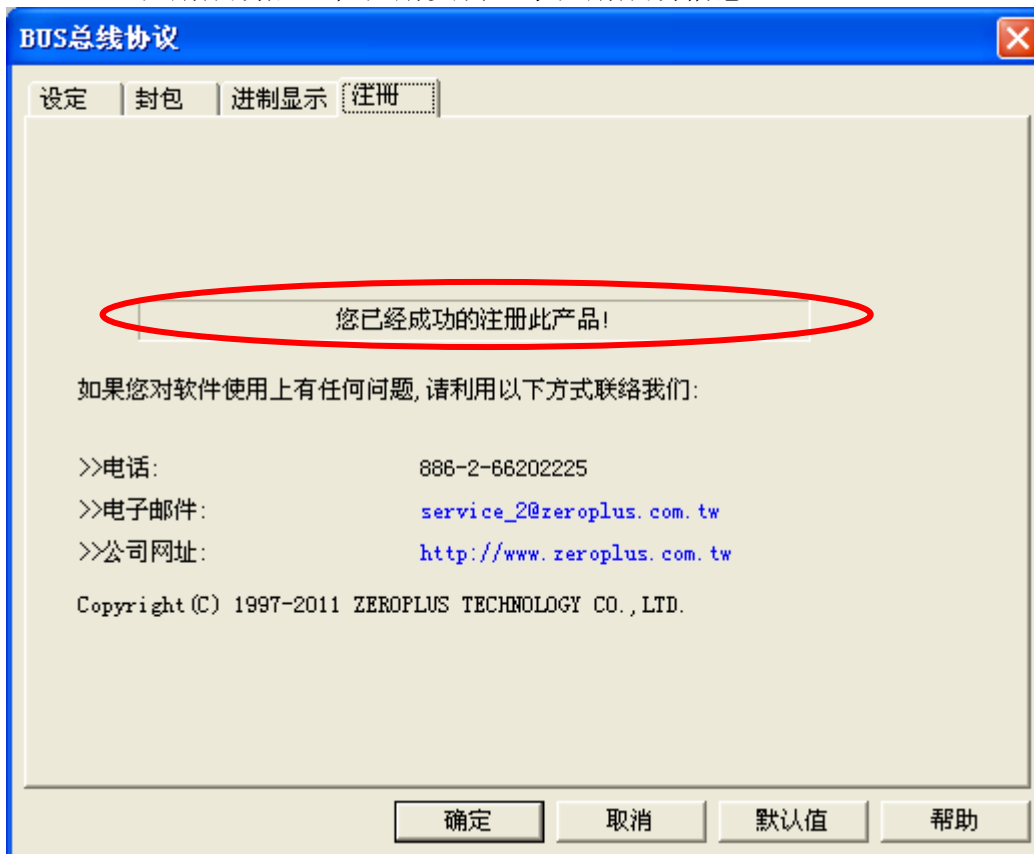 BUS总线协议
设定 封包 进制显示 注册
您已经成功的注册此产品!
如果您对软件使用上有任何问题,请利用以下方式联络我们:
>>电话: 886-2-66202225
>>电子邮件: service_2@zeroplus.com.tw
>>公司网址: http://www.zeroplus.com.tw
Copyright(C) 1997-2011 ZEROPLUS TECHNOLOGY CO.,LTD.
确定 取消 默认值 帮助